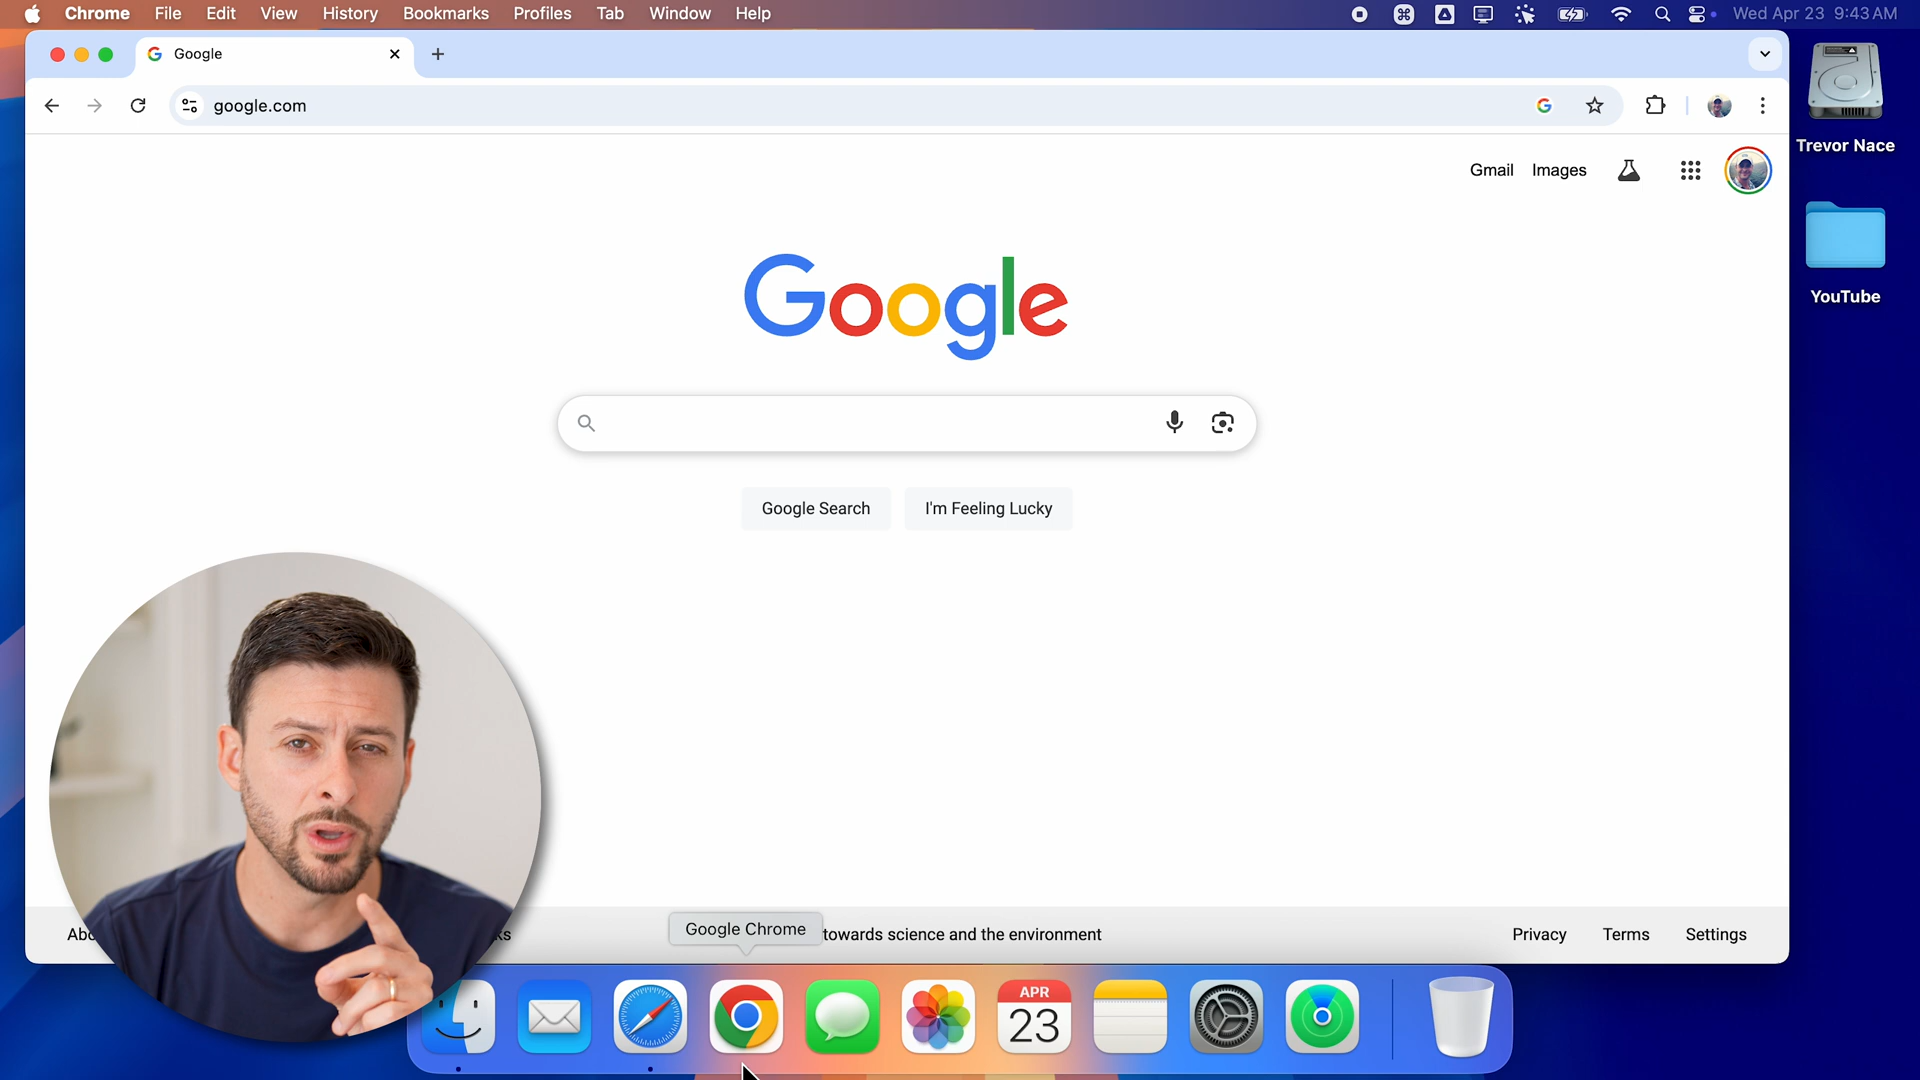 Chrome File Edit View History Bookmarks Profiles Tab Window Help Wed Apr 23 9:43 AM
Google
google.com
Trevor Nace
Gmail Images
YouTube
Google
Google Search I'm Feeling Lucky
Google Chrome
towards science and the environment
Privacy Terms Settings
APR
23